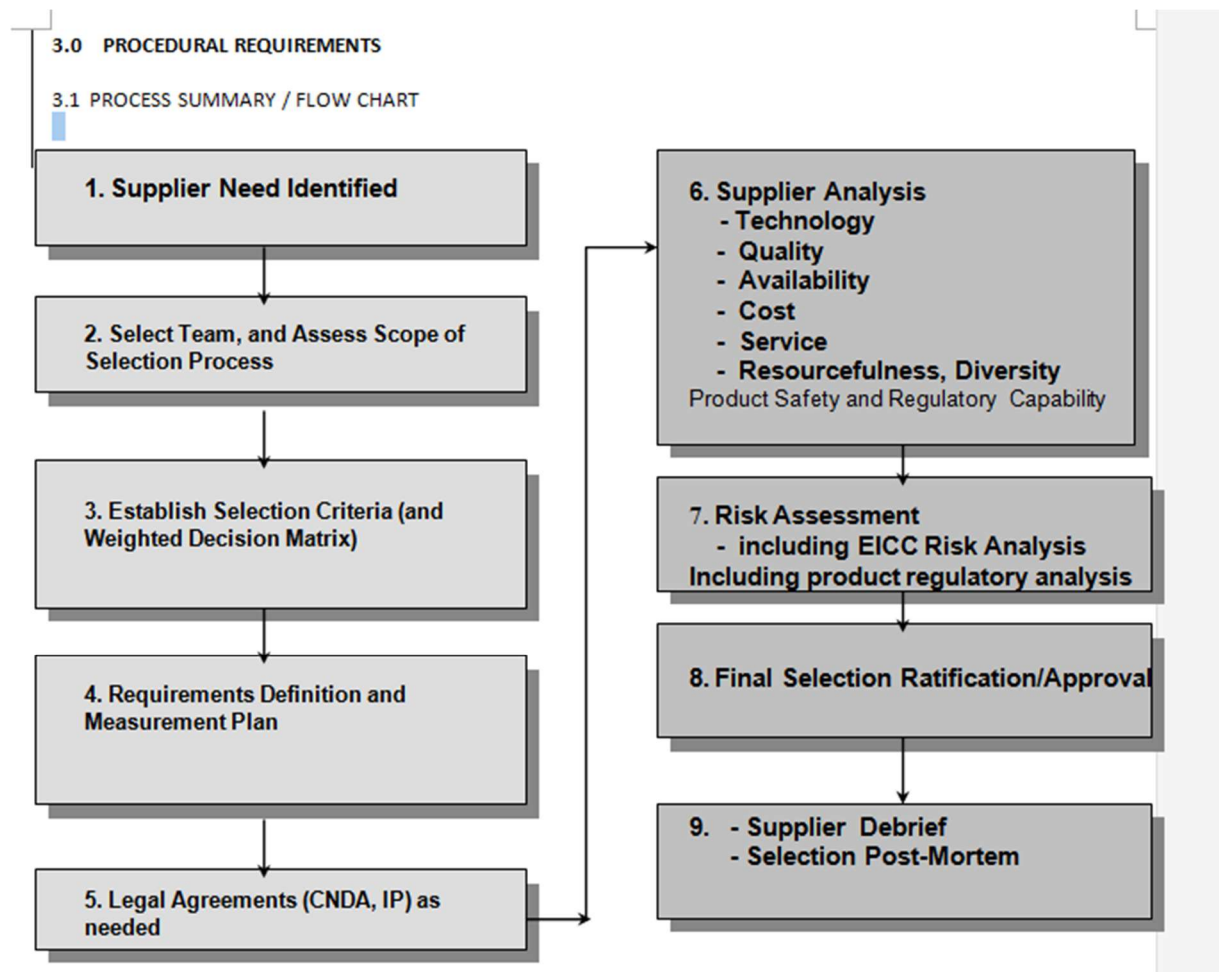 3.0 PROCEDURAL REQUIREMENTS
3.1 PROCESS SUMMARY / FLOW CHART
1. Supplier Need Identified
2. Select Team, and Assess Scope of
Selection Process
3. Establish Selection Criteria (and
Weighted Decision Matrix)
4. Requirements Definition and
Measurement Plan
5. Legal Agreements (CNDA, IP) as
needed
6. Supplier Analysis
- Technology
- Quality
- Availability
- Cost
- Service
- Resourcefulness, Diversity
Product Safety and Regulatory Capability
7. Risk Assessment
- including EICC Risk Analysis
Including product regulatory analysis
8. Final Selection Ratification/Approval
9. - Supplier Debrief
- Selection Post-Mortem